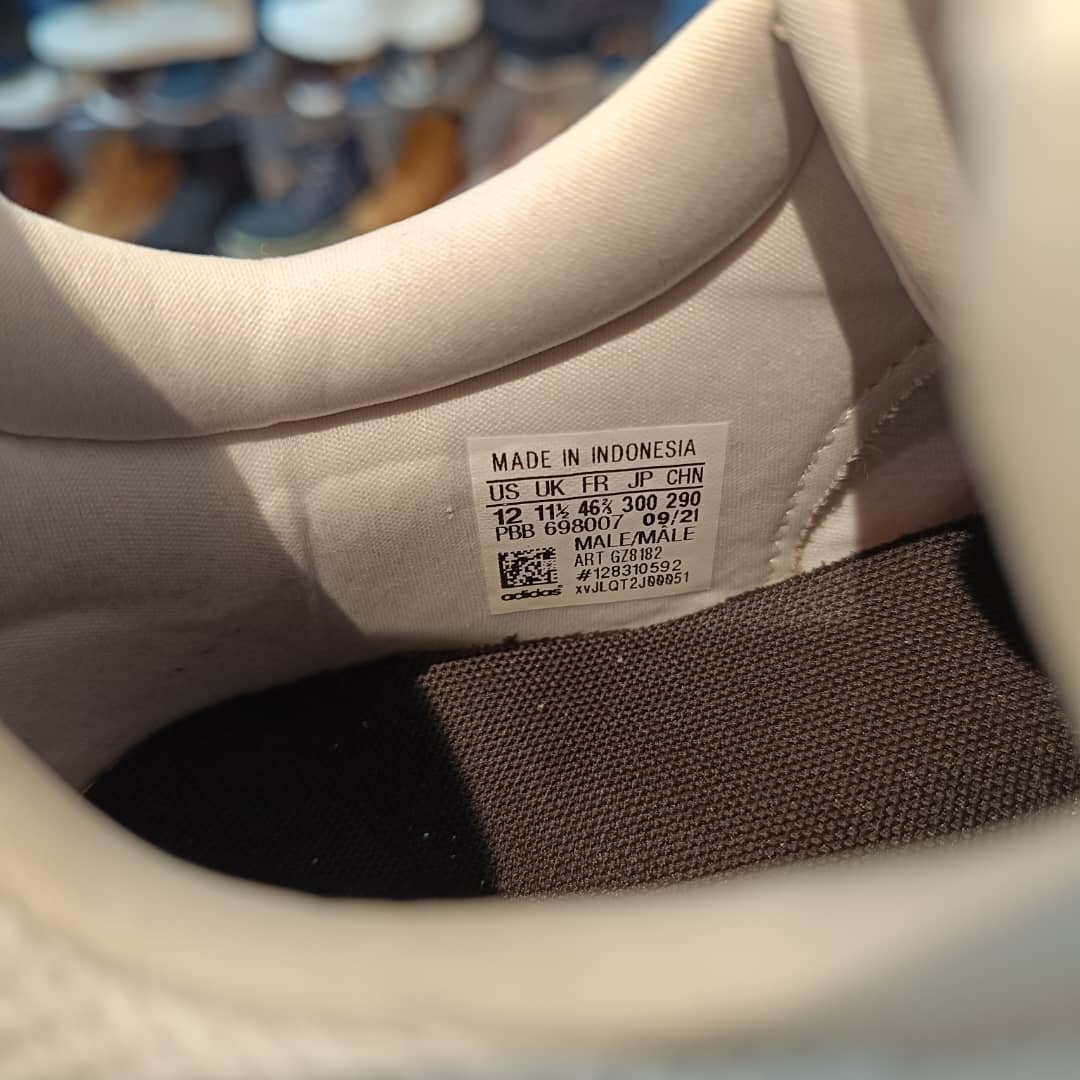 MADE IN INDONESIA
US UK FR JP CHN
12 11½ 46⅔ 300 290
PBB 698007 09/21
MALE/MÂLE
ART GZ8182
#128310592
adidas xvJLQT2J00051